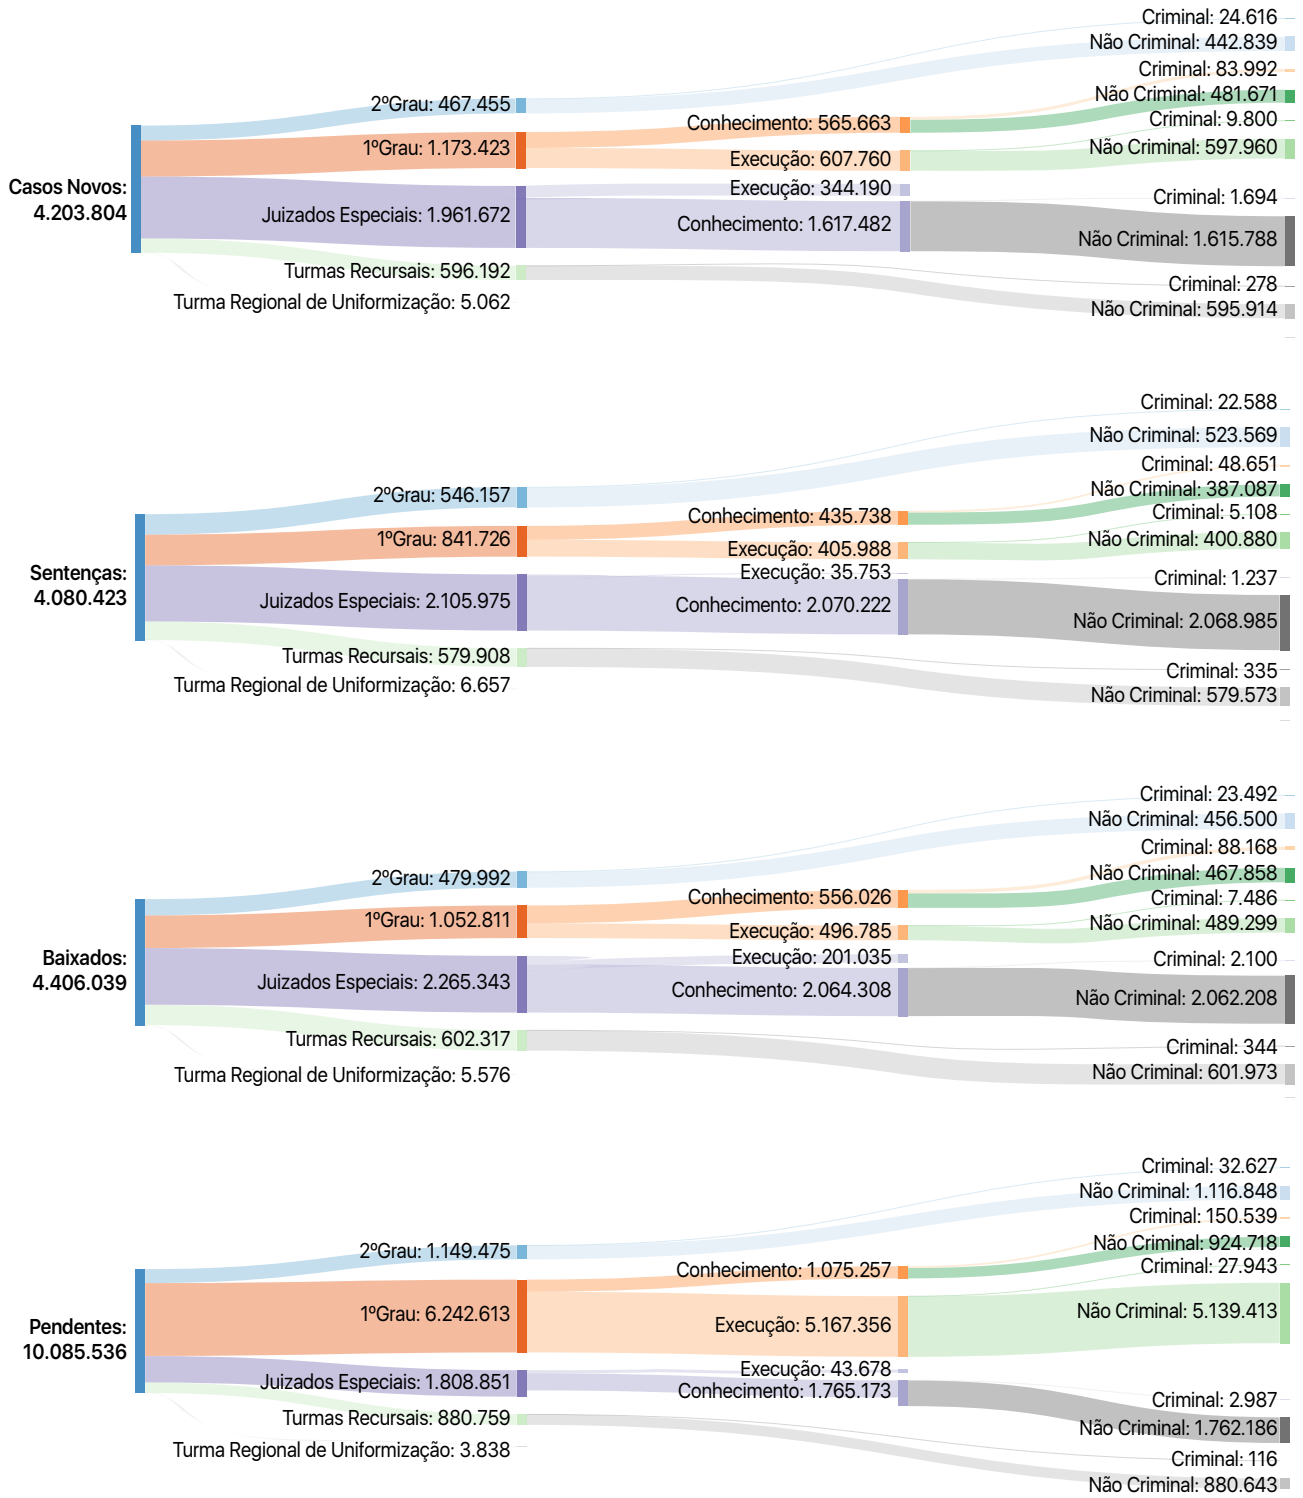 Criminal: 24.616
Não Criminal: 442.839
Criminal: 83.992
2ºGrau: 467.455
Não Criminal: 481.671
Conhecimento: 565.663
Criminal: 9.800
1ºGrau: 1.173.423
Não Criminal: 597.960
Execução: 607.760
Casos Novos:
4.203.804
Execução: 344.190
Criminal: 1.694
Juizados Especiais: 1.961.672
Conhecimento: 1.617.482
Não Criminal: 1.615.788
Turmas Recursais: 596.192
Criminal: 278
Turma Regional de Uniformização: 5.062
Não Criminal: 595.914
Criminal: 22.588
Não Criminal: 523.569
Criminal: 48.651
2ºGrau: 546.157
Não Criminal: 387.087
Conhecimento: 435.738
Criminal: 5.108
1ºGrau: 841.726
Não Criminal: 400.880
Execução: 405.988
Sentenças:
4.080.423
Execução: 35.753
Criminal: 1.237
Juizados Especiais: 2.105.975
Conhecimento: 2.070.222
Não Criminal: 2.068.985
Turmas Recursais: 579.908
Criminal: 335
Turma Regional de Uniformização: 6.657
Não Criminal: 579.573
Criminal: 23.492
Não Criminal: 456.500
Criminal: 88.168
2ºGrau: 479.992
Não Criminal: 467.858
Conhecimento: 556.026
Criminal: 7.486
1ºGrau: 1.052.811
Não Criminal: 489.299
Execução: 496.785
Baixados:
4.406.039
Execução: 201.035
Criminal: 2.100
Juizados Especiais: 2.265.343
Conhecimento: 2.064.308
Não Criminal: 2.062.208
Turmas Recursais: 602.317
Criminal: 344
Turma Regional de Uniformização: 5.576
Não Criminal: 601.973
Criminal: 32.627
Não Criminal: 1.116.848
Criminal: 150.539
2ºGrau: 1.149.475
Não Criminal: 924.718
Conhecimento: 1.075.257
Criminal: 27.943
1ºGrau: 6.242.613
Não Criminal: 5.139.413
Execução: 5.167.356
Pendentes:
10.085.536
Execução: 43.678
Juizados Especiais: 1.808.851
Conhecimento: 1.765.173
Criminal: 2.987
Turmas Recursais: 880.759
Não Criminal: 1.762.186
Turma Regional de Uniformização: 3.838
Criminal: 116
Não Criminal: 880.643